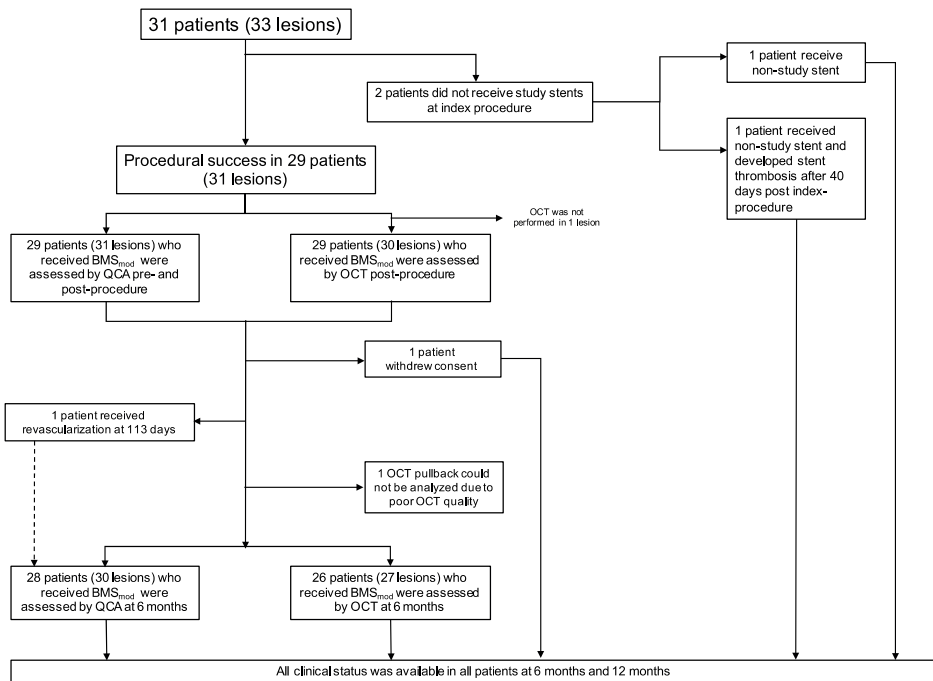 31 patients (33 lesions)
1 patient receive
non-study stent
2 patients did not receive study stents
at index procedure
1 patient received
non-study stent and
developed stent
thrombosis after 40
days post index-
procedure
Procedural success in 29 patients
(31 lesions)
OCT was not
performed in 1 lesion
29 patients (31 lesions) who
received BMSmod were
assessed by QCA pre- and
post-procedure
29 patients (30 lesions) who
received BMSmod were assessed
by OCT post-procedure
1 patient
withdrew consent
1 patient received
revascularization at 113 days
1 OCT pullback could
not be analyzed due to
poor OCT quality
28 patients (30 lesions) who
received BMSmod were
assessed by QCA at 6 months
26 patients (27 lesions) who
received BMSmod were assessed
by OCT at 6 months
All clinical status was available in all patients at 6 months and 12 months